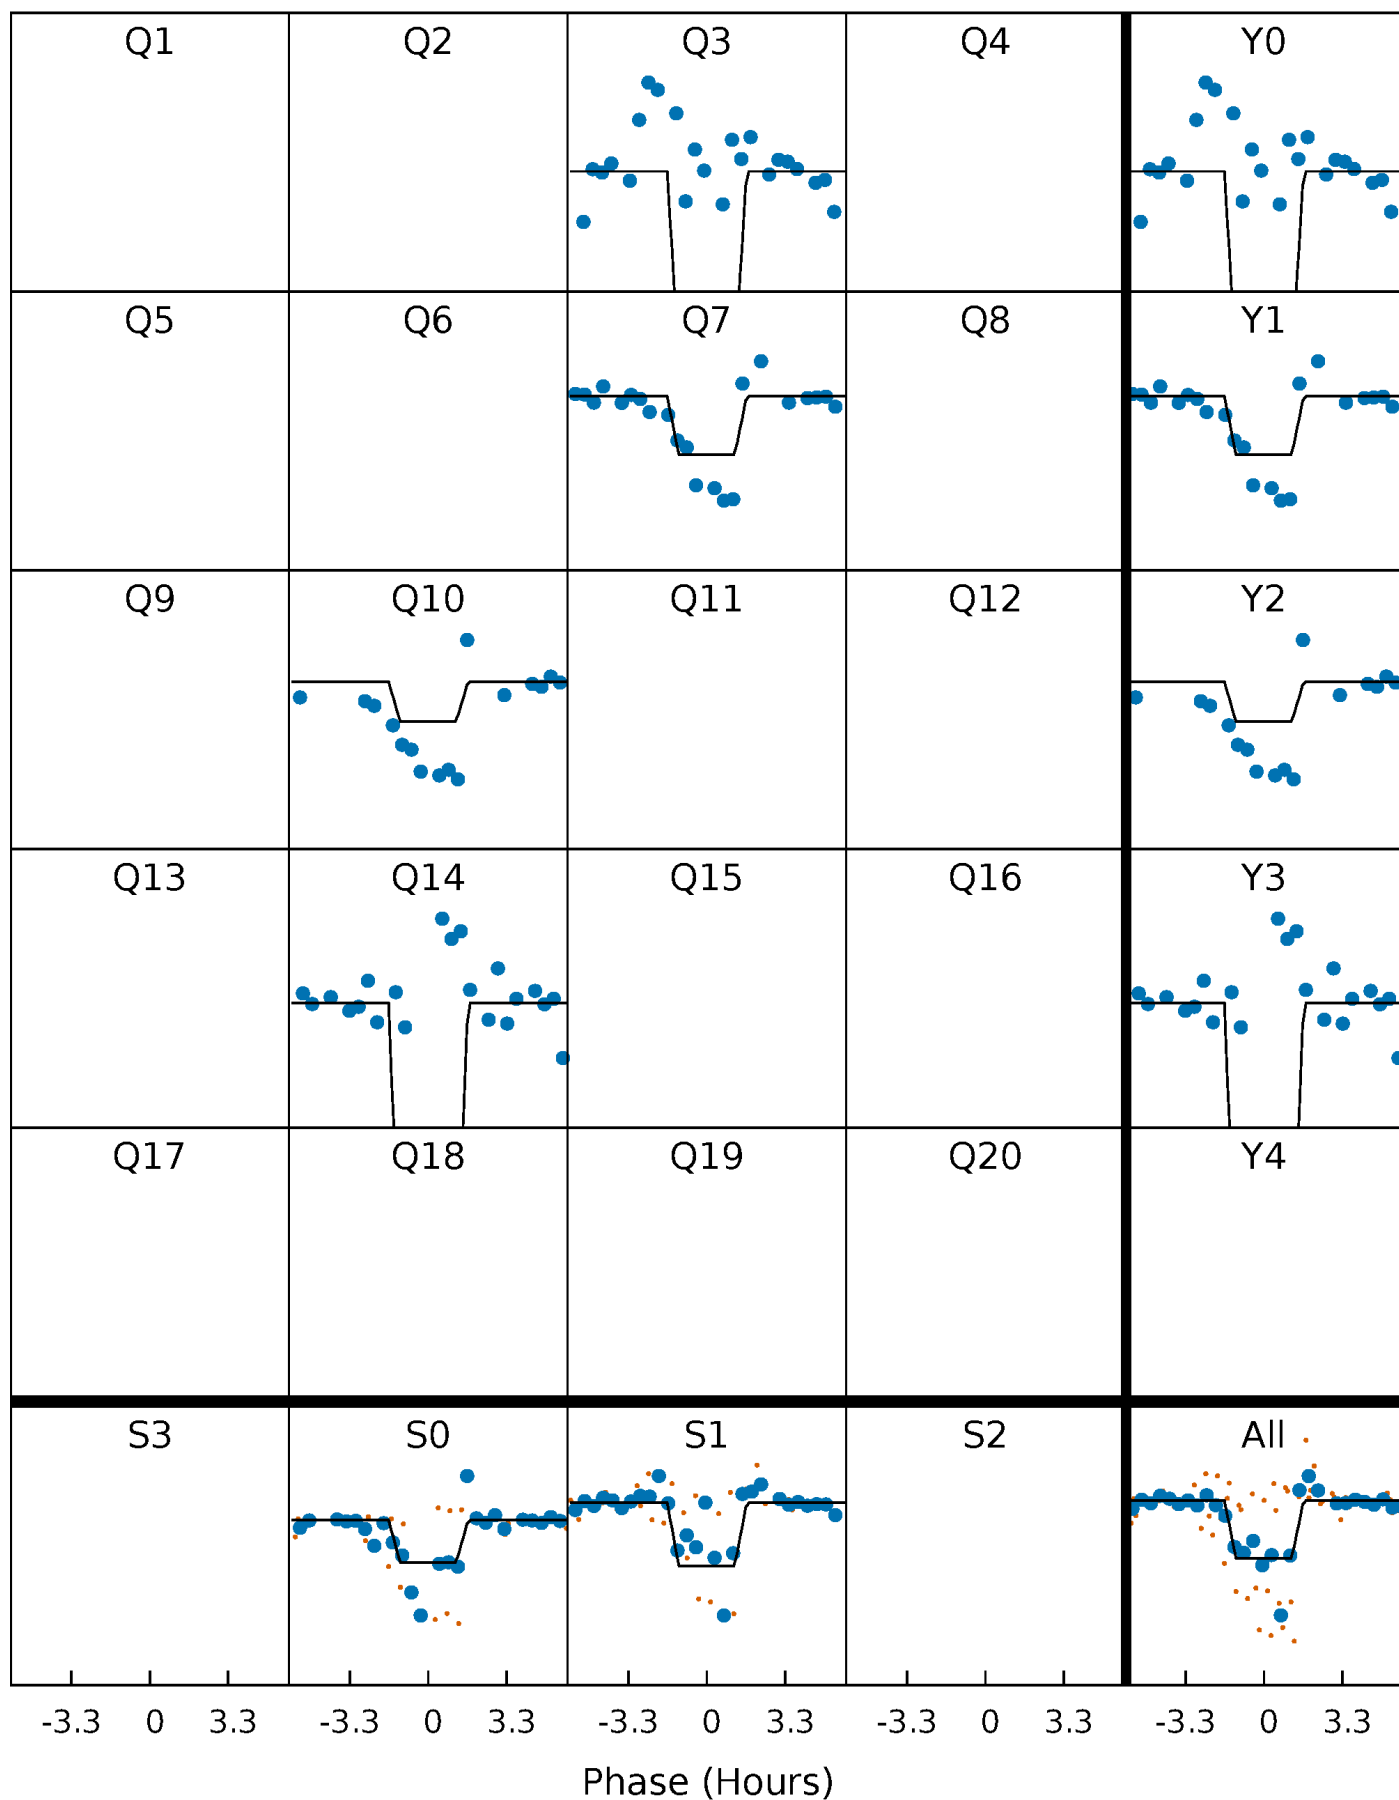 Q1 Q2 Q3 Q4 Y0
Q5 Q6 Q7 Q8 Y1
Q9 Q10 Q11 Q12 Y2
Q13 Q14 Q15 Q16 Y3
Q17 Q18 Q19 Q20 Y4
S3 S0 S1 S2 All
-3.3 0 3.3 -3.3 0 3.3 -3.3 0 3.3 -3.3 0 3.3 -3.3 0 3.3
Phase (Hours)